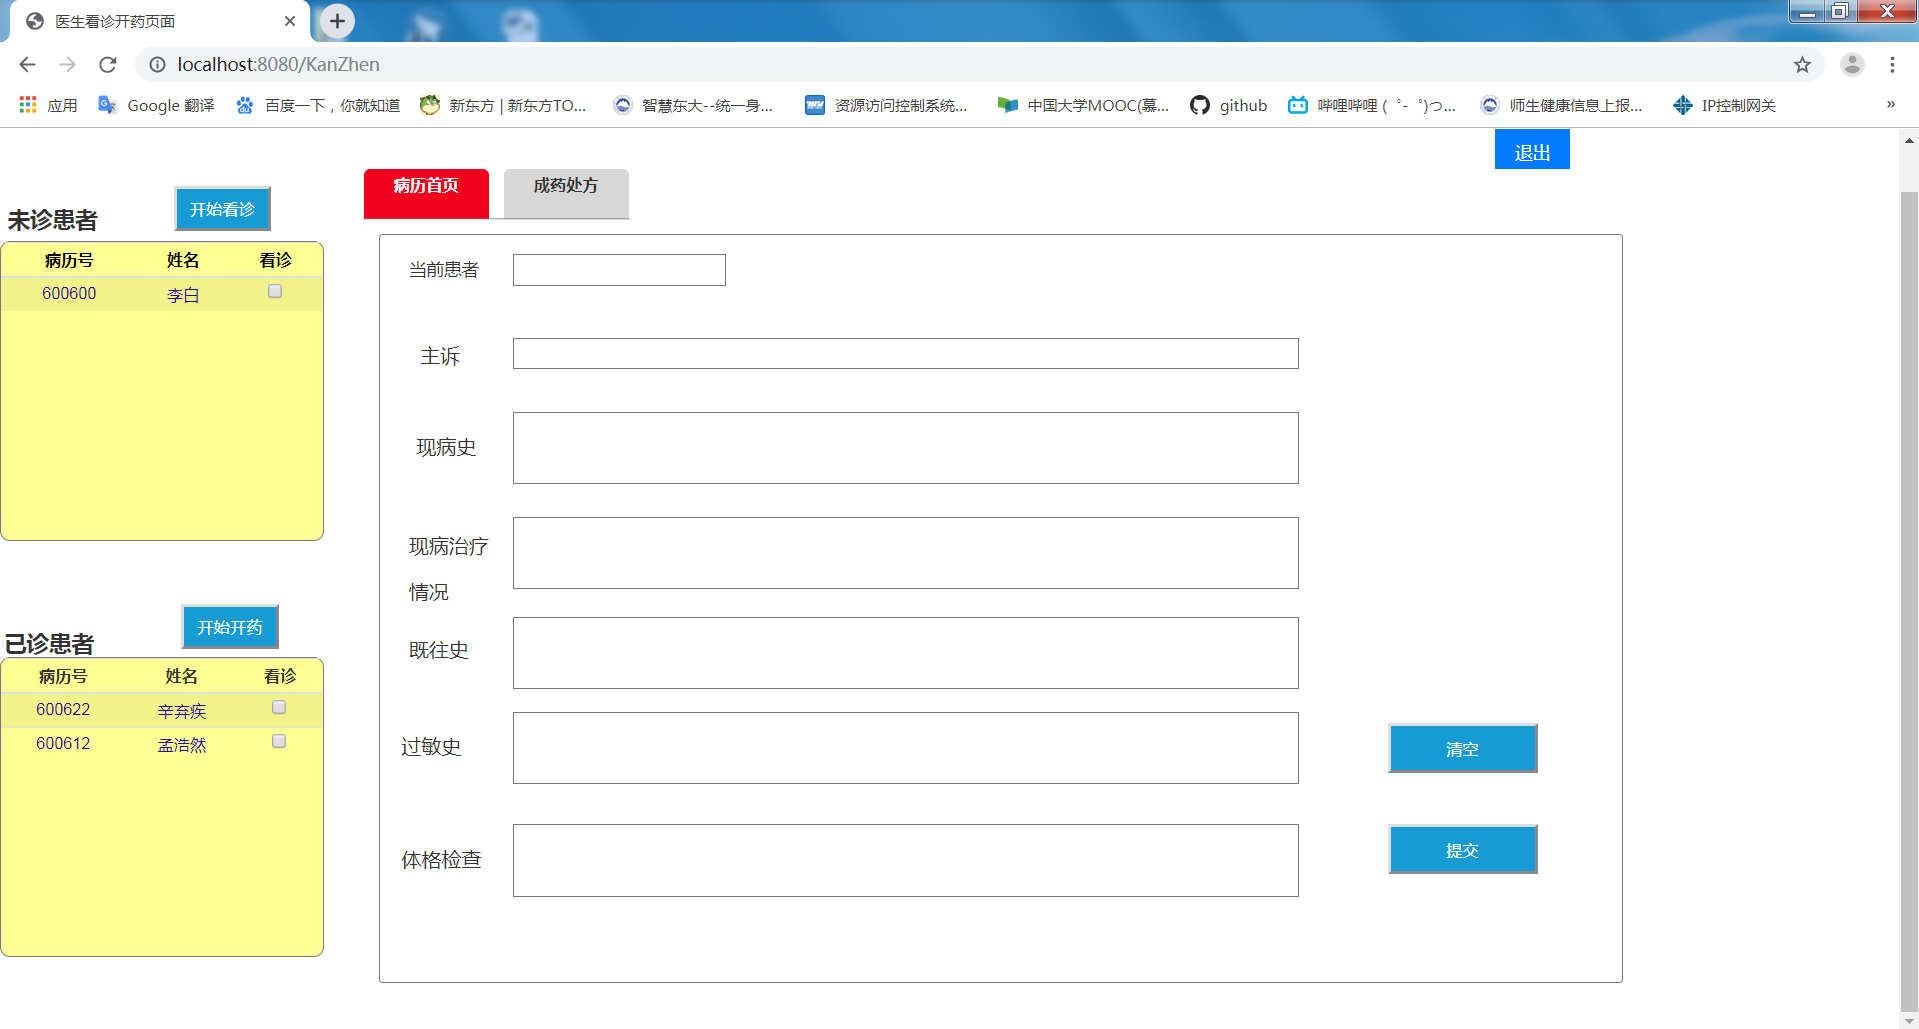 医生看诊开药页面
localhost:8080/KanZhen
应用 Google 翻译 百度一下，你就知道 新东方 | 新东方TO... 智慧东大--统一身... 资源访问控制系统... 中国大学MOOC(慕... github 哔哩哔哩 (゜-゜)つ... 师生健康信息上报... IP控制网关 »
退出
病历首页 成药处方
未诊患者 开始看诊
病历号 姓名 看诊
600600 李白
已诊患者 开始开药
病历号 姓名 看诊
600622 辛弃疾
600612 孟浩然
当前患者
主诉
现病史
现病治疗
情况
既往史
过敏史
体格检查
清空
提交